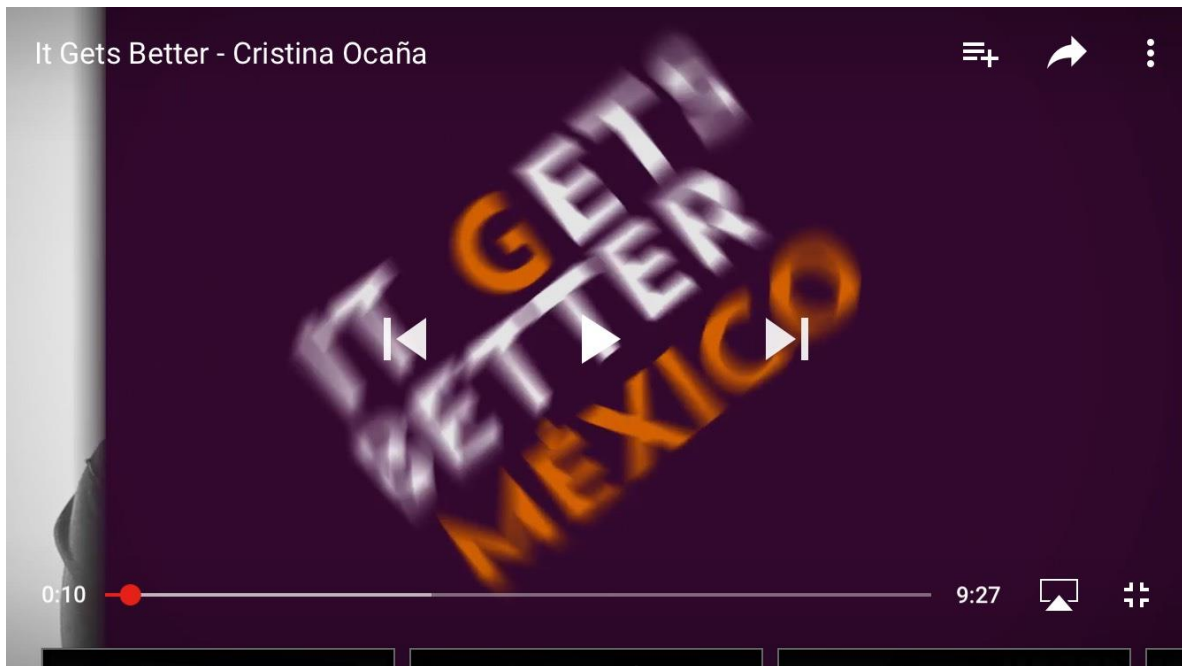 It Gets Better - Cristina Ocaña
IT GETS
BETTER
MÉXICO
0:10
9:27